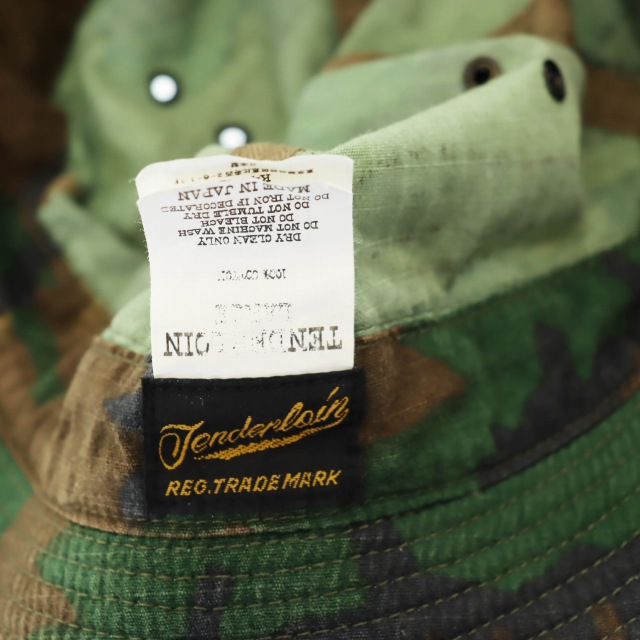 TENDERLOIN
100% COTTON
DRY CLEAN ONLY
DO NOT MACHINE WASH
DO NOT BLEACH
DO NOT TUMBLE DRY
DO NOT IRON IF DECORATED
MADE IN JAPAN
Tenderloin
REG. TRADE MARK